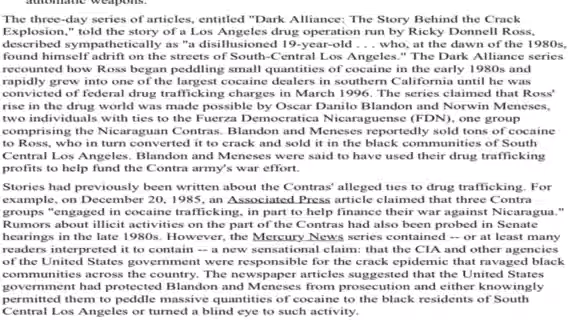 automatic weapons.
The three-day series of articles, entitled "Dark Alliance: The Story Behind the Crack
Explosion," told the story of a Los Angeles drug operation run by Ricky Donnell Ross,
described sympathetically as "a disillusioned 19-year-old . . . who, at the dawn of the 1980s,
found himself adrift on the streets of South-Central Los Angeles." The Dark Alliance series
recounted how Ross began peddling small quantities of cocaine in the early 1980s and
rapidly grew into one of the largest cocaine dealers in southern California until he was
convicted of federal drug trafficking charges in March 1996. The series claimed that Ross'
rise in the drug world was made possible by Oscar Danilo Blandon and Norwin Meneses,
two individuals with ties to the Fuerza Democratica Nicaraguense (FDN), one group
comprising the Nicaraguan Contras. Blandon and Meneses reportedly sold tons of cocaine
to Ross, who in turn converted it to crack and sold it in the black communities of South
Central Los Angeles. Blandon and Meneses were said to have used their drug trafficking
profits to help fund the Contra army's war effort.
Stories had previously been written about the Contras' alleged ties to drug trafficking. For
example, on December 20, 1985, an Associated Press article claimed that three Contra
groups "engaged in cocaine trafficking, in part to help finance their war against Nicaragua."
Rumors about illicit activities on the part of the Contras had also been probed in Senate
hearings in the late 1980s. However, the Mercury News series contained -- or at least many
readers interpreted it to contain -- a new sensational claim: that the CIA and other agencies
of the United States government were responsible for the crack epidemic that ravaged black
communities across the country. The newspaper articles suggested that the United States
government had protected Blandon and Meneses from prosecution and either knowingly
permitted them to peddle massive quantities of cocaine to the black residents of South
Central Los Angeles or turned a blind eye to such activity.